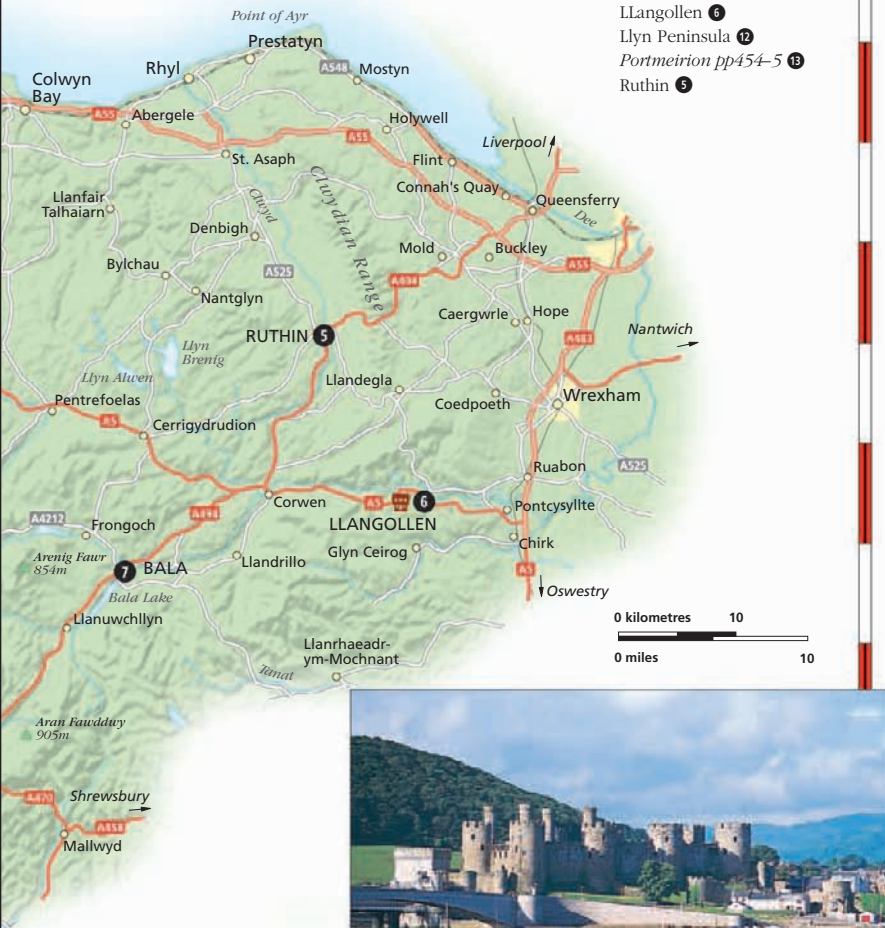 LLangollen 6
Llyn Peninsula 12
Portmeirion pp454–5 13
Ruthin 5
Point of Ayr
Prestatyn
Rhyl
A548
Mostyn
Colwyn
Bay
A55
Abergele
Holywell
A55
Liverpool
St. Asaph
Flint
Connah's Quay
Queensferry
Dee
Llanfair
Talhaiarn
Clwyd
Clwydian Range
Denbigh
Mold
Buckley
Bylchau
A525
A55
A494
Nantglyn
Caergwrle
Hope
RUTHIN 5
A483
Nantwich
Llyn
Brenig
Llyn Alwen
Llandegla
Pentrefoelas
Coedpoeth
Wrexham
A5
Cerrigydrudion
Ruabon
A525
Corwen
A5
6
Pontcysyllte
A494
A4212
Frongoch
LLANGOLLEN
Glyn Ceirog
Chirk
Arenig Fawr
854m
Llandrillo
7 BALA
A5
Bala Lake
Oswestry
Llanuwchllyn
0 kilometres 10
0 miles 10
Llanrhaeadr-
ym-Mochnant
Tanat
Aran Fawddwy
905m
A470
Shrewsbury
A458
Mallwyd